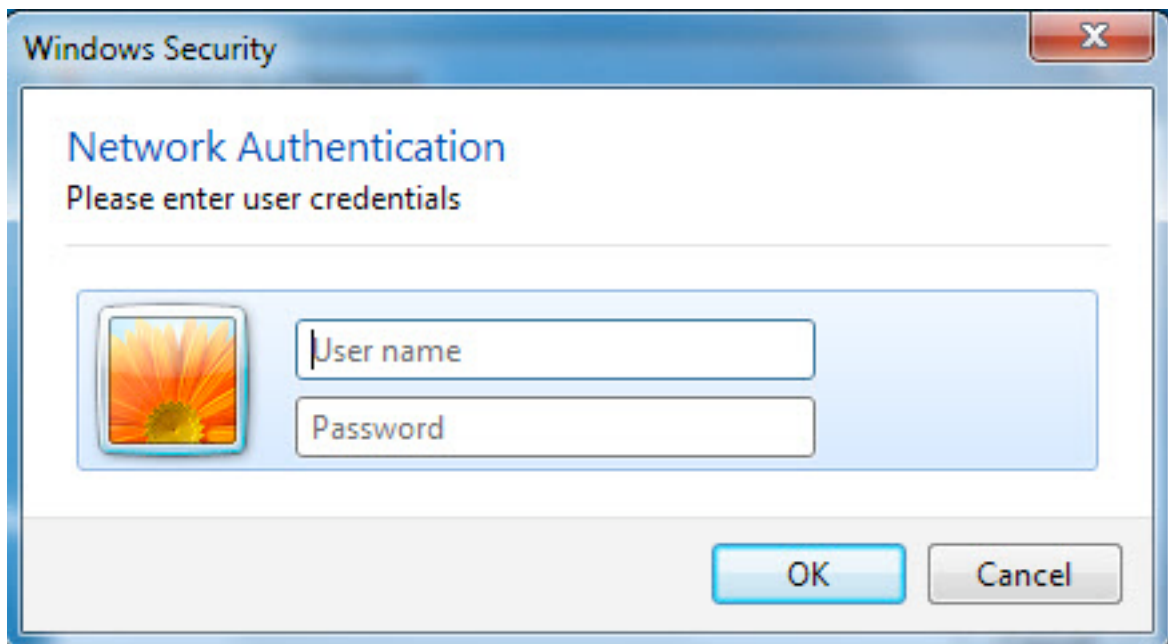 Windows Security
Network Authentication
Please enter user credentials
User name
Password
OK Cancel